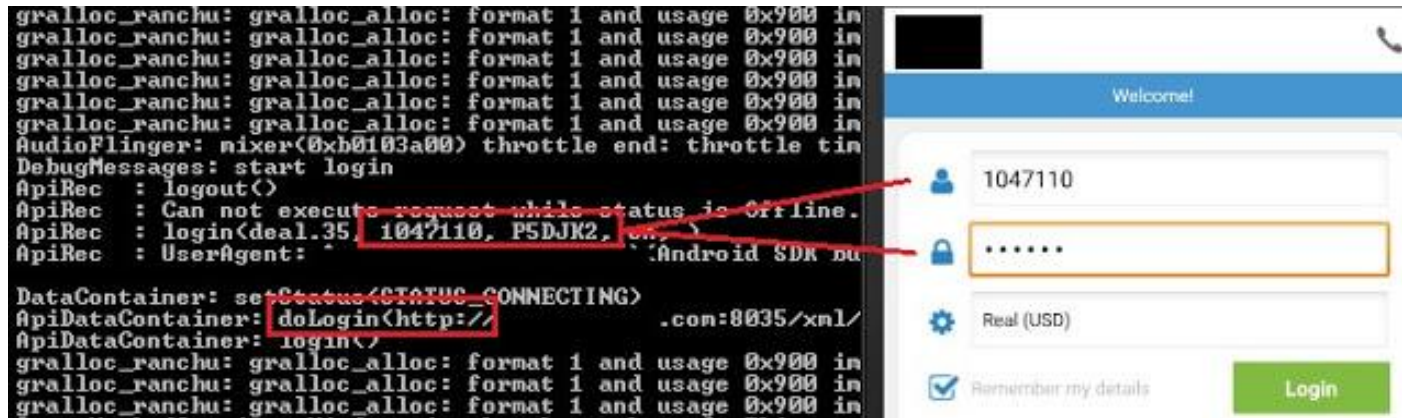 gralloc_ranchu: gralloc_alloc: format 1 and usage 0x900 im
gralloc_ranchu: gralloc_alloc: format 1 and usage 0x900 im
gralloc_ranchu: gralloc_alloc: format 1 and usage 0x900 im
gralloc_ranchu: gralloc_alloc: format 1 and usage 0x900 im
gralloc_ranchu: gralloc_alloc: format 1 and usage 0x900 im
gralloc_ranchu: gralloc_alloc: format 1 and usage 0x900 im
AudioFlinger: mixer(0xb0103a00) throttle end: throttle tim
DebugMessages: start login
ApiRec : logout()
ApiRec : Can not execute request while status is Offline.
ApiRec : login(deal.35, 1047110, P5DJK2, )
ApiRec : UserAgent: (Android SDK bu
DataContainer: setStatus(STATUS_CONNECTING)
ApiDataContainer: doLogin(http:// .com:8035/xml/
ApiDataContainer: login()
gralloc_ranchu: gralloc_alloc: format 1 and usage 0x900 im
gralloc_ranchu: gralloc_alloc: format 1 and usage 0x900 im
gralloc_ranchu: gralloc_alloc: format 1 and usage 0x900 im
Welcome!
1047110
••••••
Real (USD)
Remember my details
Login